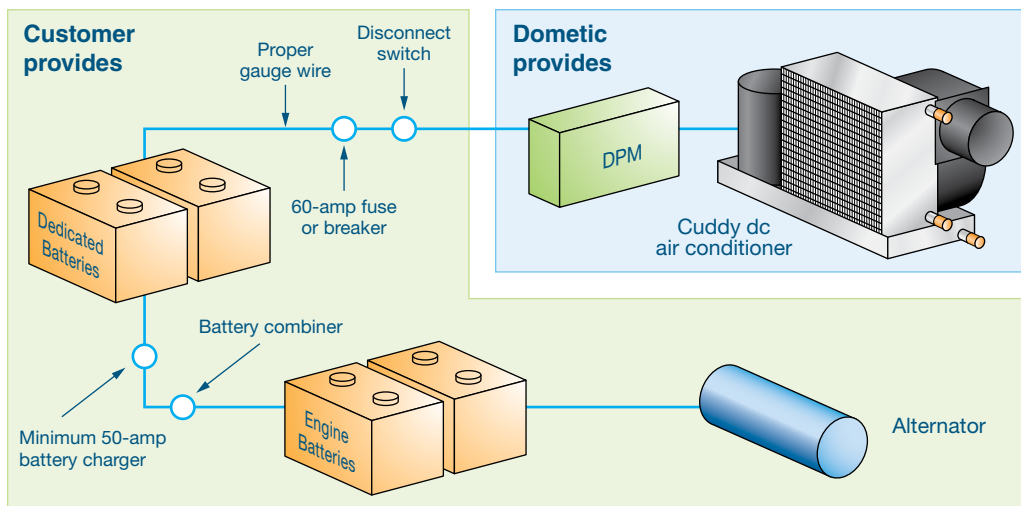 Customer
provides
Proper
gauge wire
Disconnect
switch
Dometic
provides
DPM
60-amp fuse
or breaker
Cuddy dc
air conditioner
Dedicated
Batteries
Battery combiner
Minimum 50-amp
battery charger
Engine
Batteries
Alternator